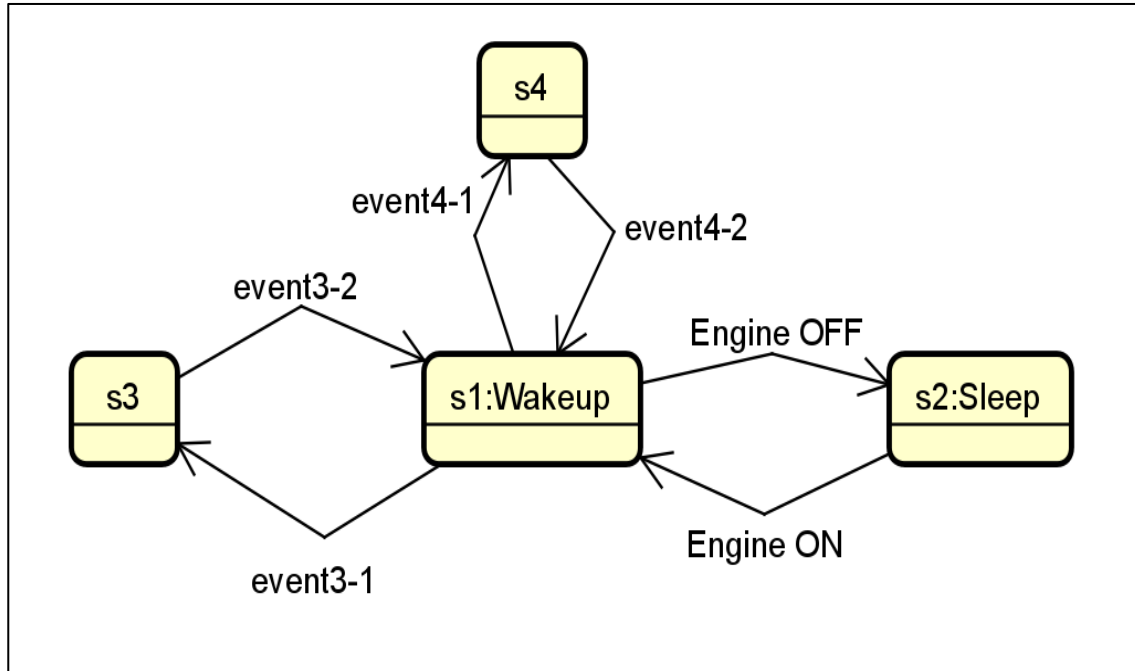 s4
event4-1
event4-2
event3-2
Engine OFF
s3
s1:Wakeup
s2:Sleep
Engine ON
event3-1